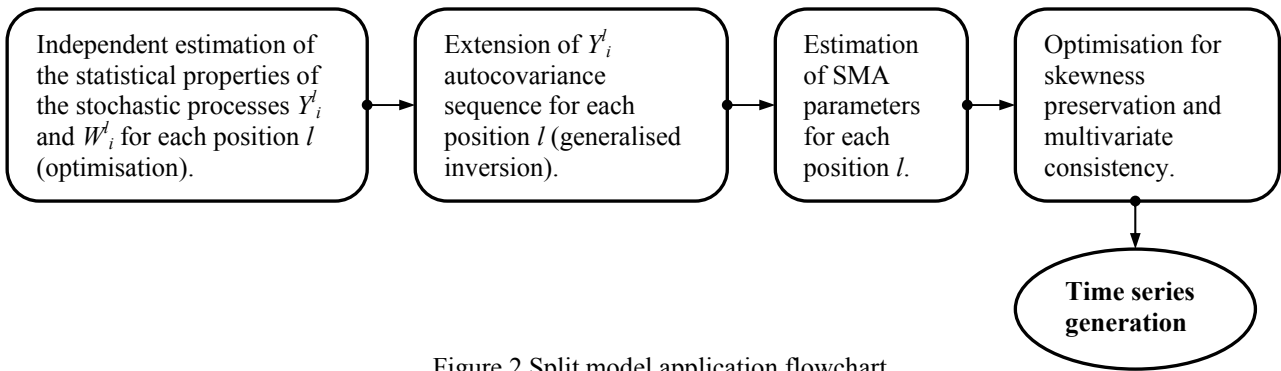 Independent estimation of
the statistical properties of
the stochastic processes Y^l_i
and W^l_i for each position l
(optimisation).
Extension of Y^l_i
autocovariance
sequence for each
position l (generalised
inversion).
Estimation
of SMA
parameters
for each
position l.
Optimisation for
skewness
preservation and
multivariate
consistency.
Time series
generation
Figure 2 Split model application flowchart